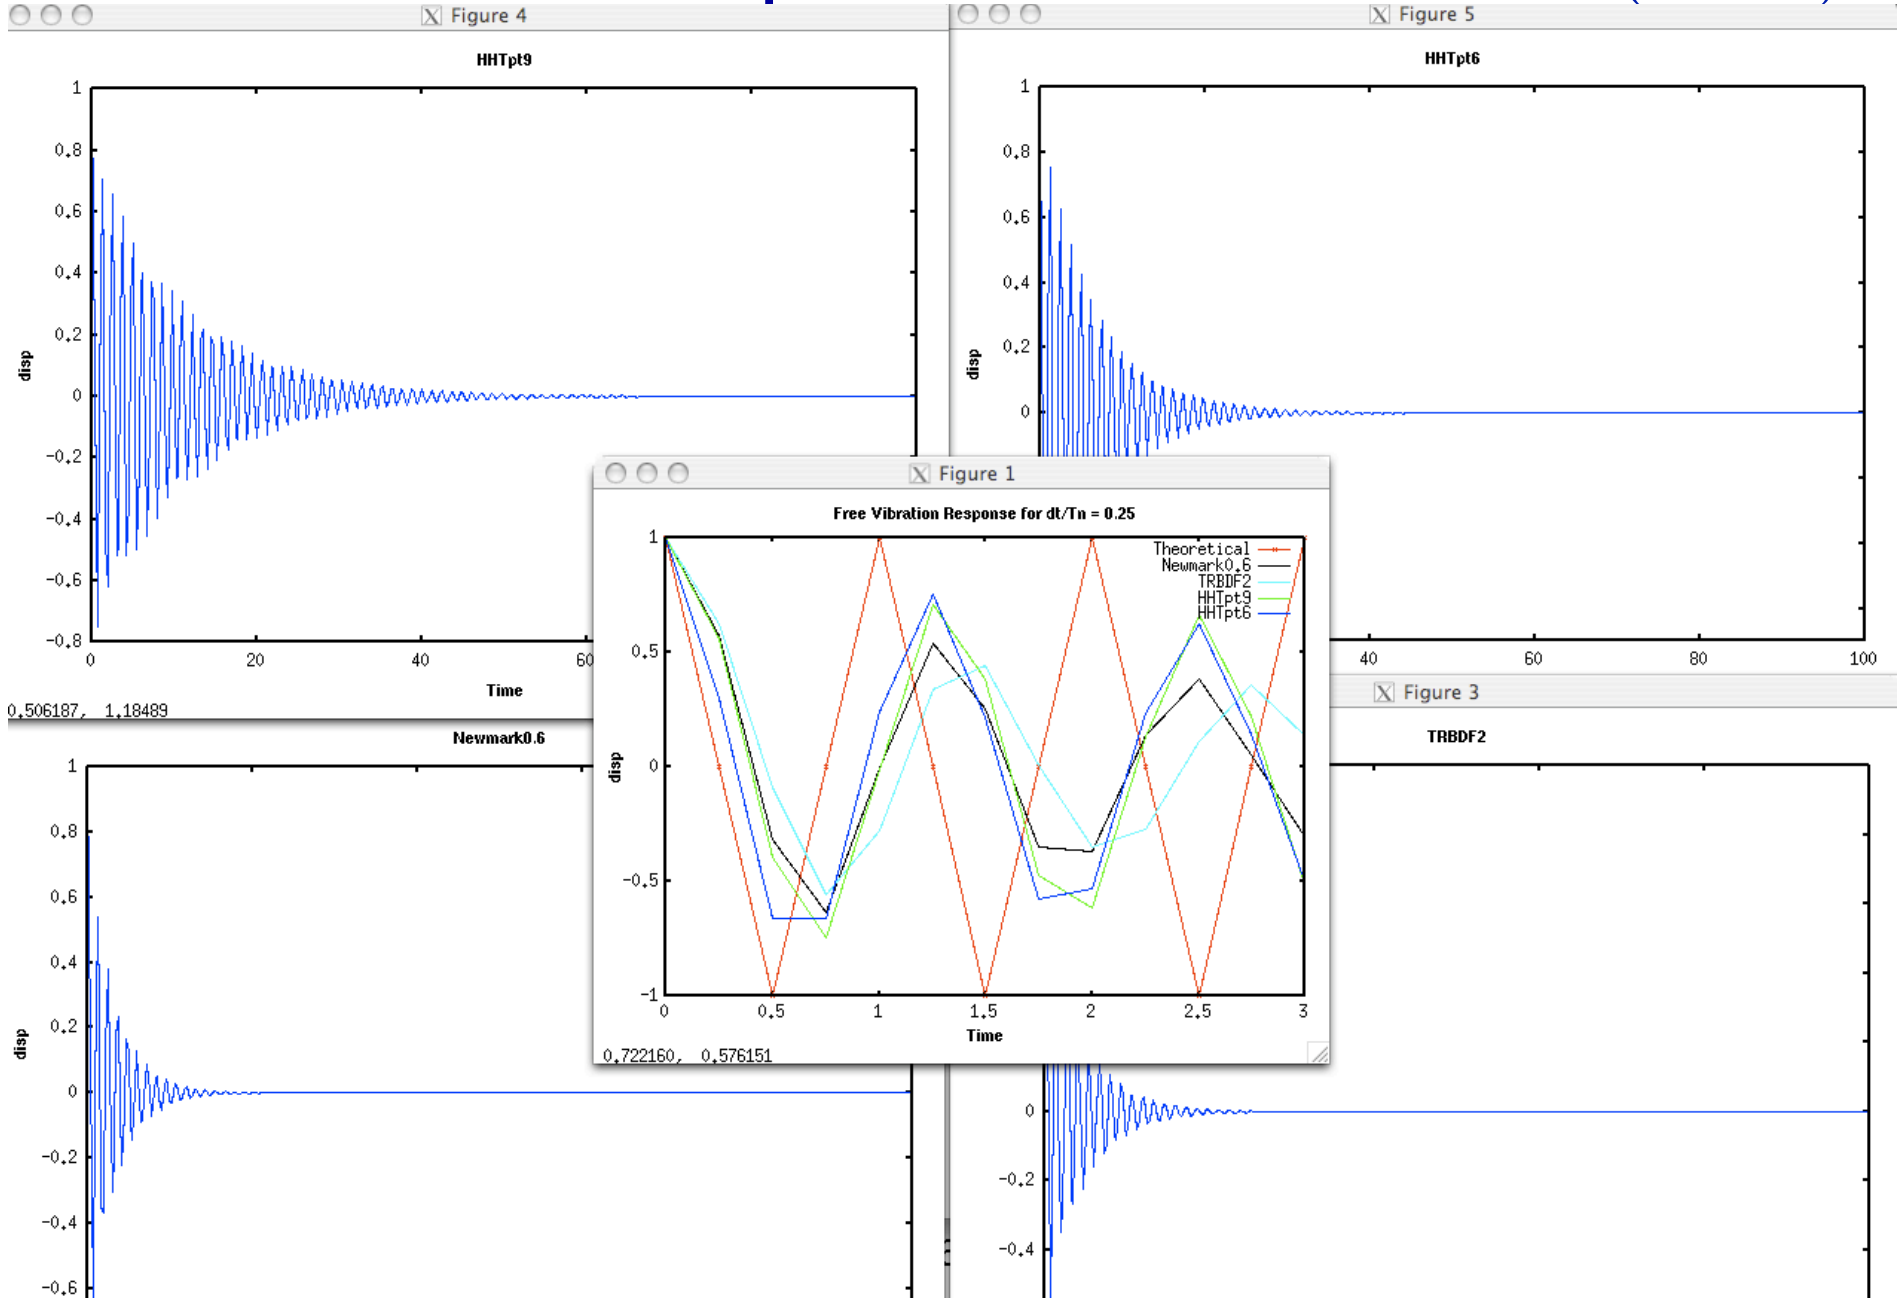 Figure 4
HHTpt9
1
0.8
0.6
0.4
0.2
0
-0.2
-0.4
-0.6
-0.8
disp
0 20 40 60
Time
0.506187, 1.18489
Figure 5
HHTpt6
1
0.8
0.6
0.4
0.2
0
disp
40 60 80 100
Figure 1
Free Vibration Response for dt/Tn = 0.25
Theoretical
Newmark0.6
TRBDF2
HHTpt9
HHTpt6
1
0.5
0
-0.5
-1
disp
0 0.5 1 1.5 2 2.5 3
Time
0.722160, 0.576151
Newmark0.6
1
0.8
0.6
0.4
0.2
0
-0.2
-0.4
-0.6
disp
Figure 3
TRBDF2
0
-0.2
-0.4